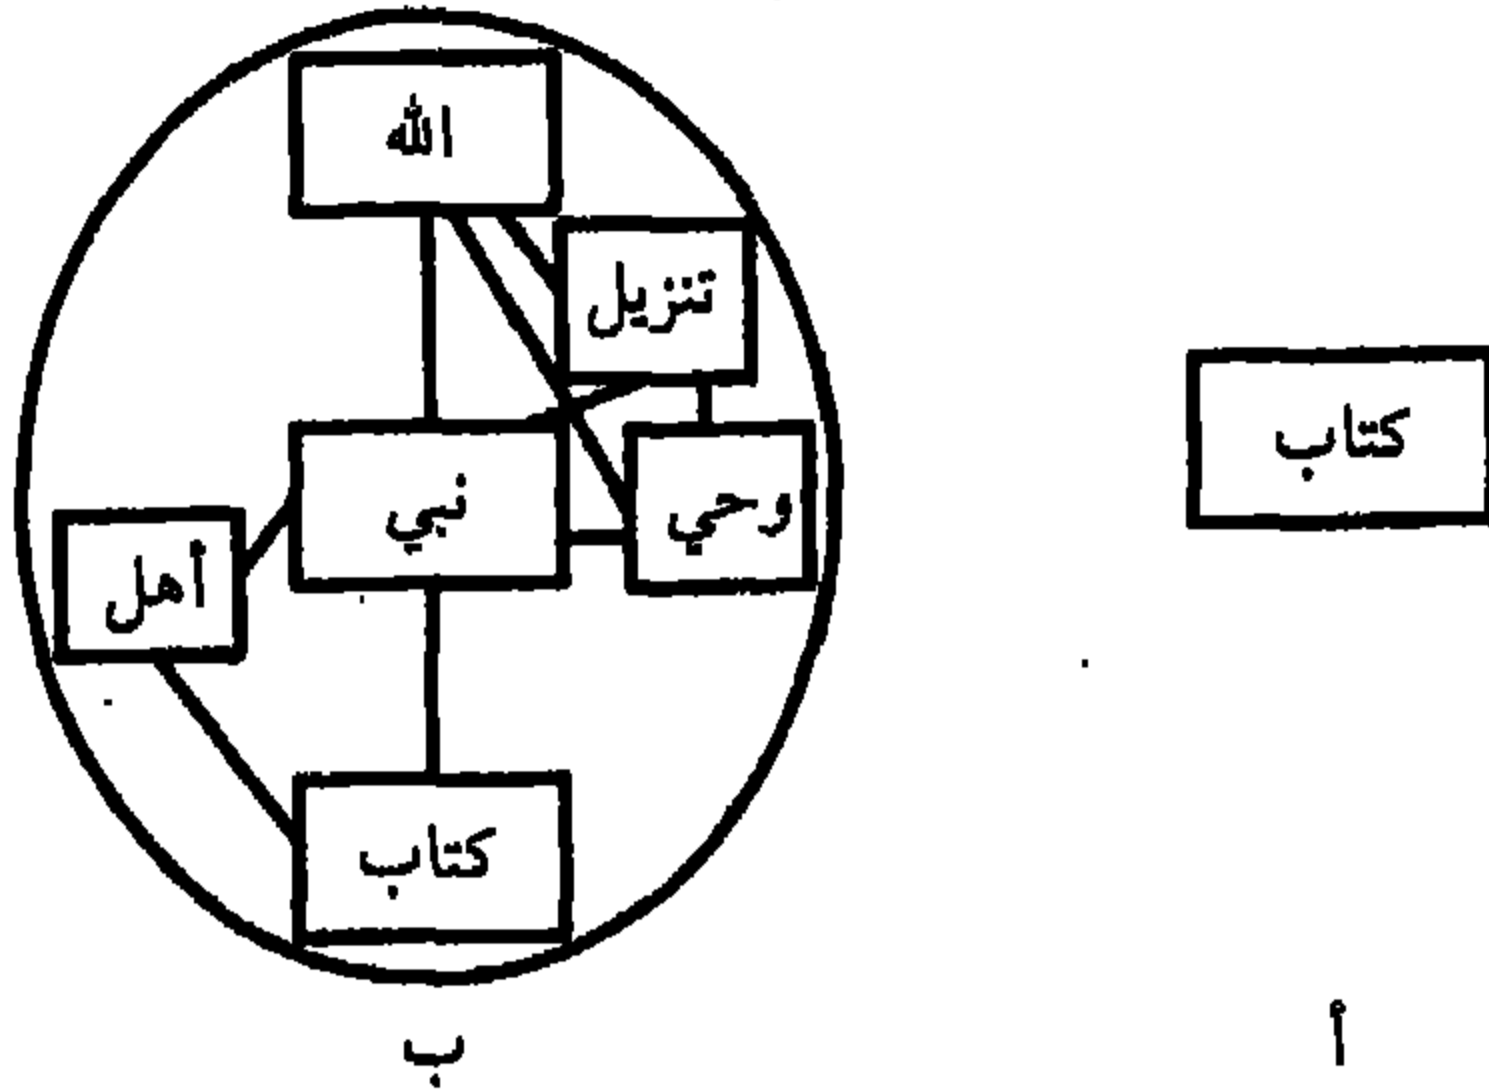 الله
تنزيل
كتاب
نبي
وحي
أهل
كتاب
أ
ب